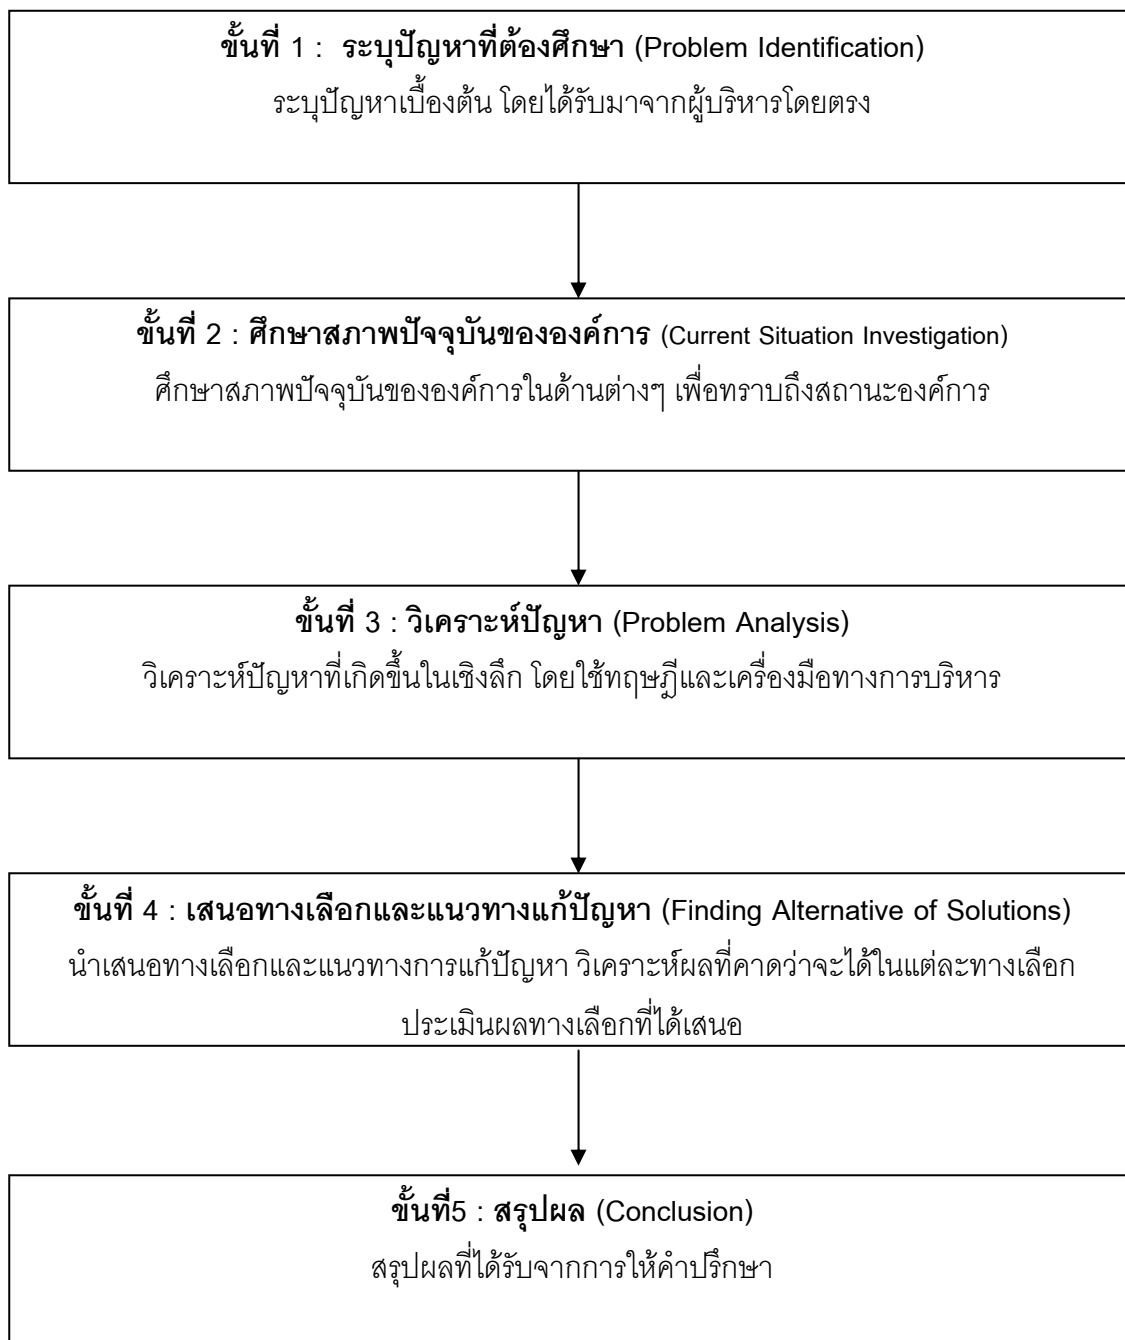 ขั้นที่ 1 : ระบุปัญหาที่ต้องศึกษา (Problem Identification)
ระบุปัญหาเบื้องต้น โดยได้รับมาจากผู้บริหารโดยตรง
ขั้นที่ 2 : ศึกษาสภาพปัจจุบันขององค์การ (Current Situation Investigation)
ศึกษาสภาพปัจจุบันขององค์การในด้านต่างๆ เพื่อทราบถึงสถานะองค์การ
ขั้นที่ 3 : วิเคราะห์ปัญหา (Problem Analysis)
วิเคราะห์ปัญหาที่เกิดขึ้นในเชิงลึก โดยใช้ทฤษฎีและเครื่องมือทางการบริหาร
ขั้นที่ 4 : เสนอทางเลือกและแนวทางแก้ปัญหา (Finding Alternative of Solutions)
นำเสนอทางเลือกและแนวทางการแก้ปัญหา วิเคราะห์ผลที่คาดว่าจะได้ในแต่ละทางเลือก
ประเมินผลทางเลือกที่ได้เสนอ
ขั้นที่5 : สรุปผล (Conclusion)
สรุปผลที่ได้รับจากการให้คำปรึกษา